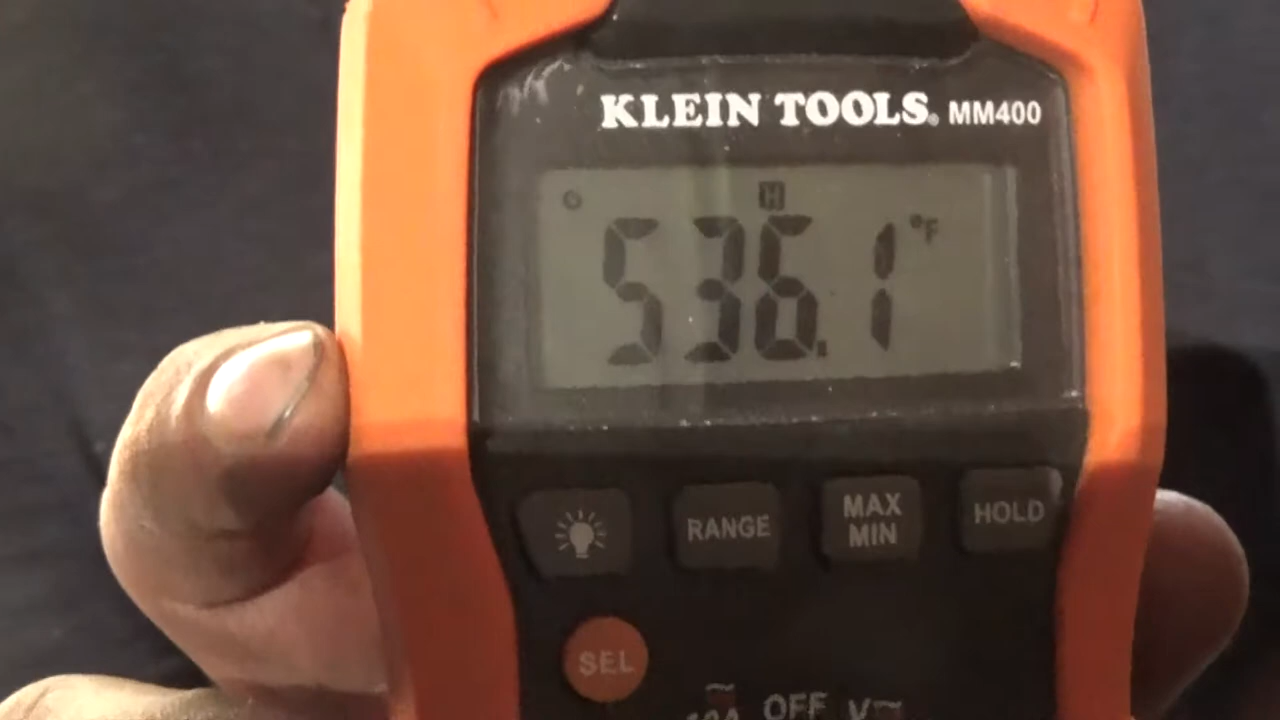 KLEIN TOOLS® MM400
H
536.1 °F
RANGE
MAX
MIN
HOLD
SEL
OFF V